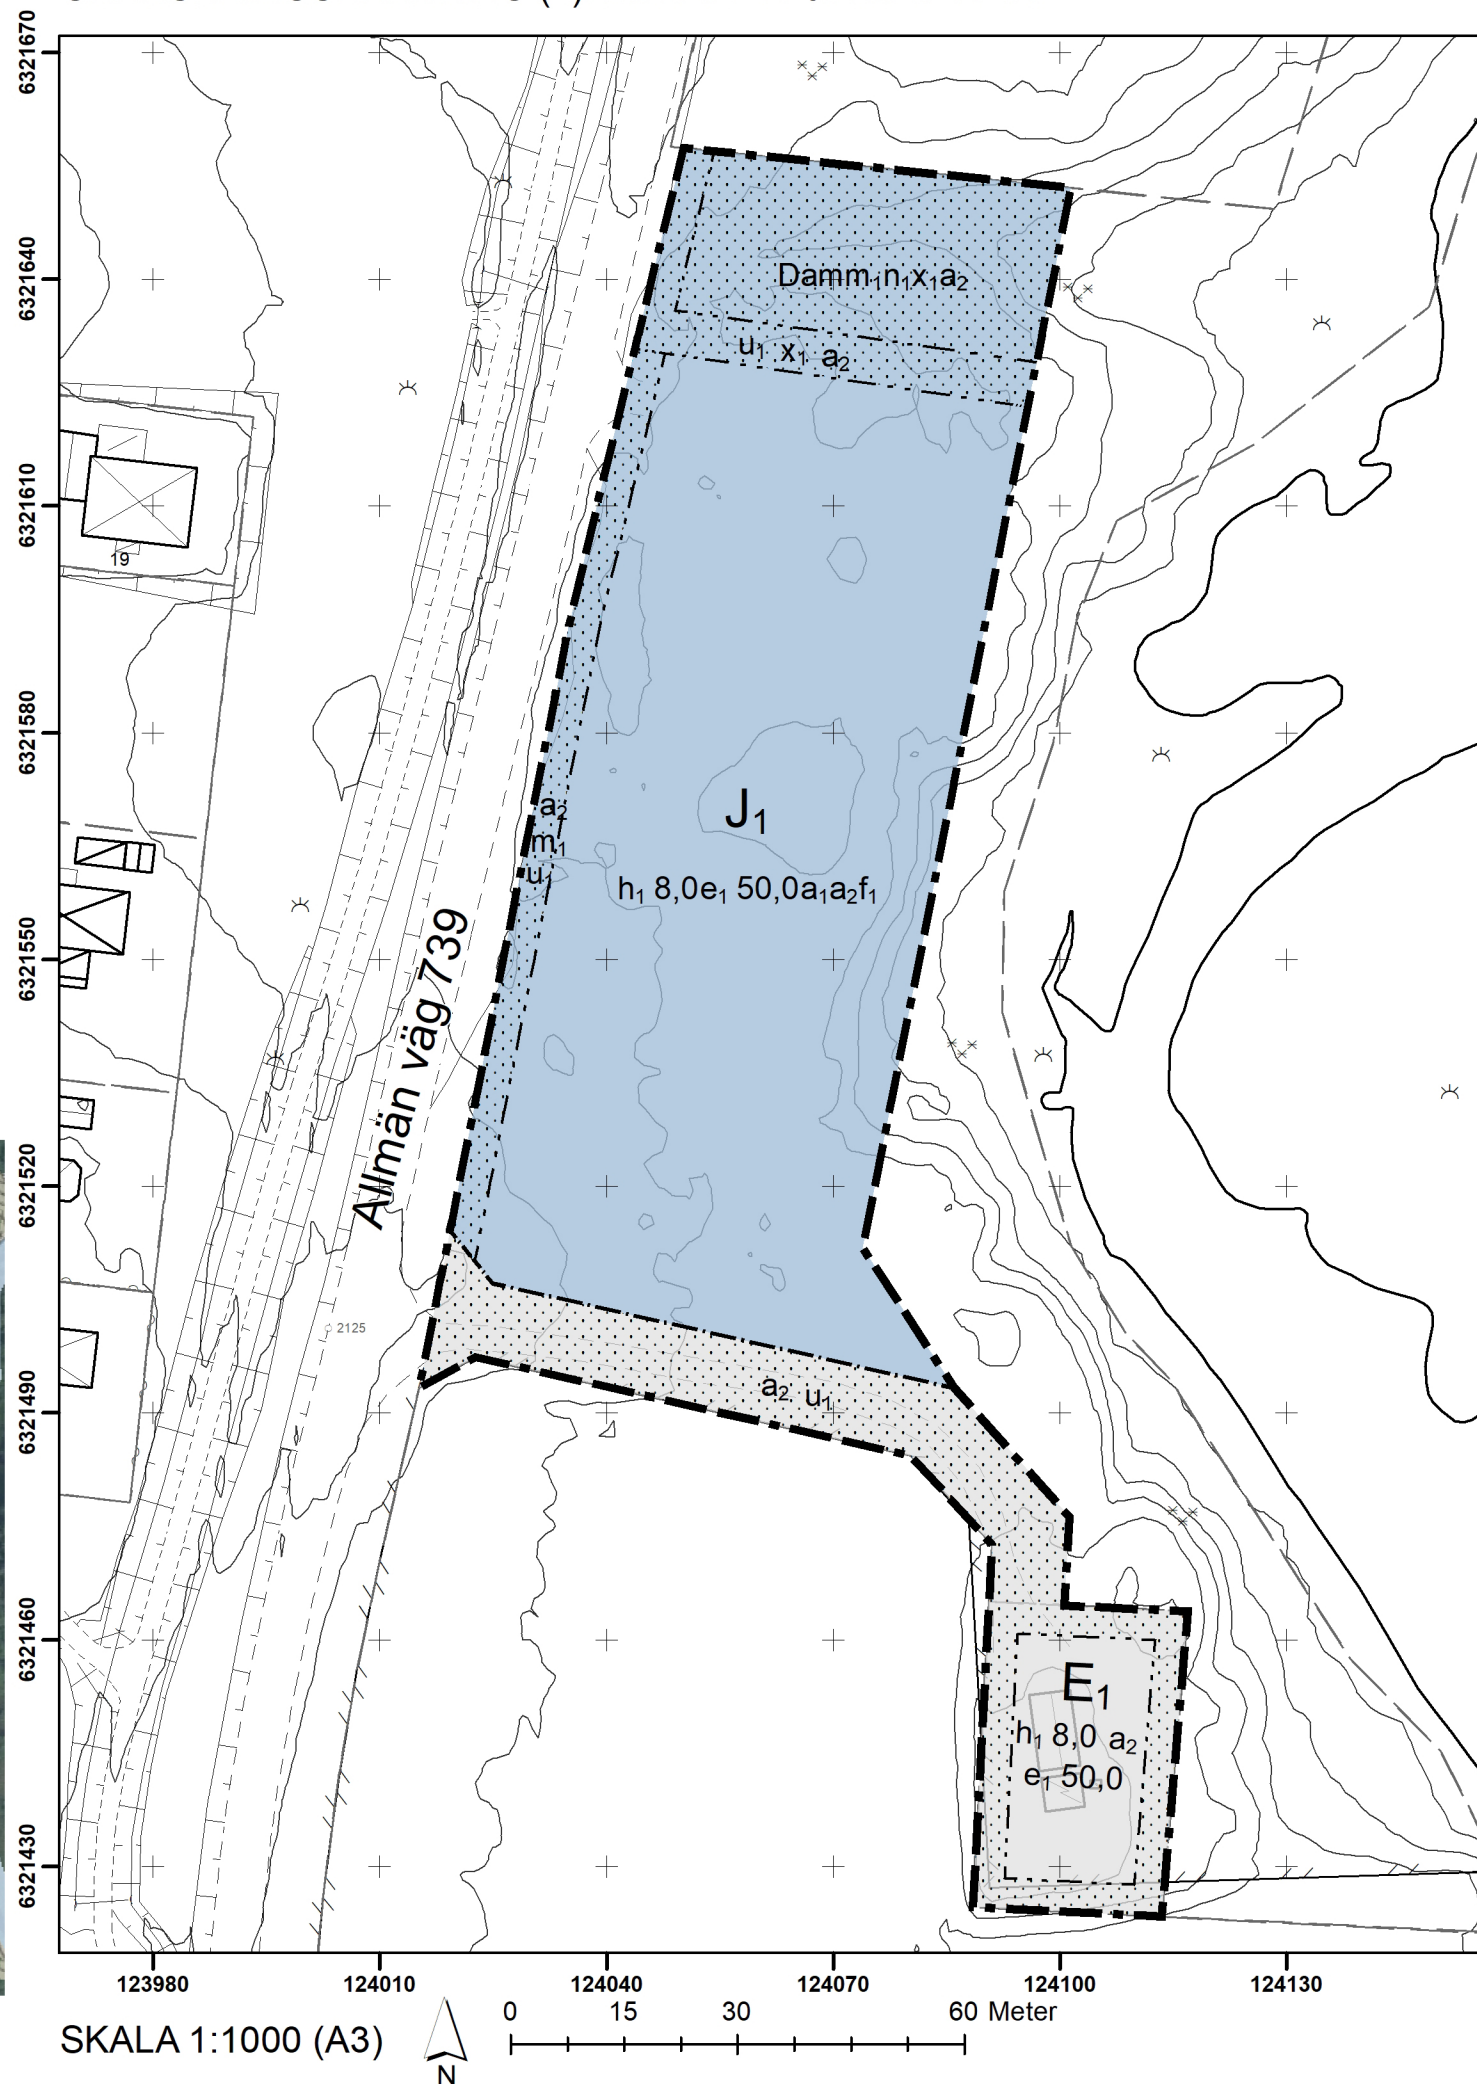 6321670
6321640
Damm₁n₁x₁a₂
u₁ x₁ a₂
6321610
19
6321580
J₁
a₂
m₁
u₁
h₁ 8,0e₁ 50,0a₁a₂f₁
6321550
Allmän väg 739
6321520
2125
6321490
a₂ u₁
6321460
E₁
h₁ 8,0 a₂
e₁ 50,0
6321430
123980 124010 124040 124070 124100 124130
0 15 30 60 Meter
SKALA 1:1000 (A3)
N